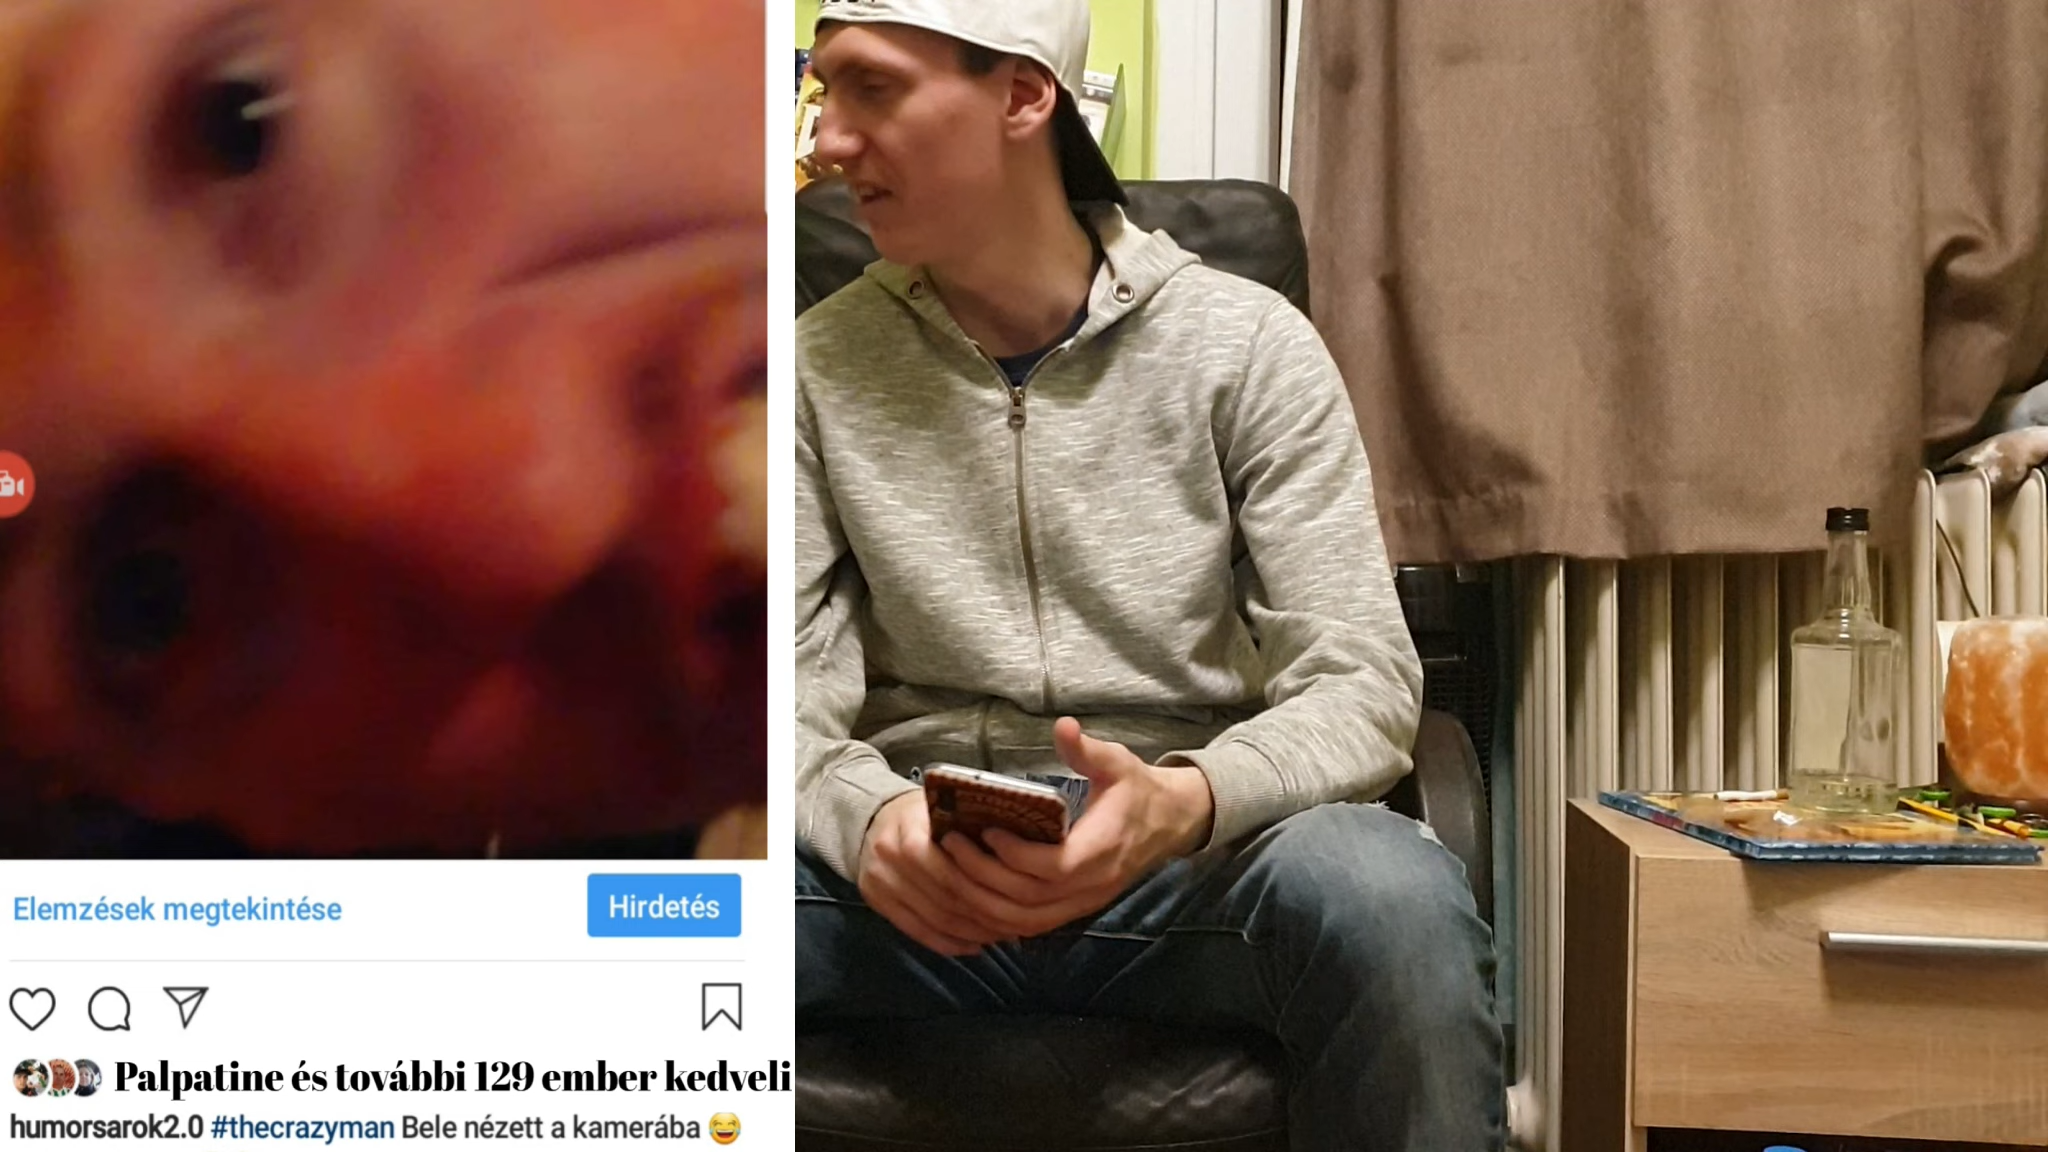 Elemzések megtekintése
Hirdetés
Palpatine és további 129 ember kedveli
humorsarok2.0 #thecrazyman Bele nézett a kamerába 😂